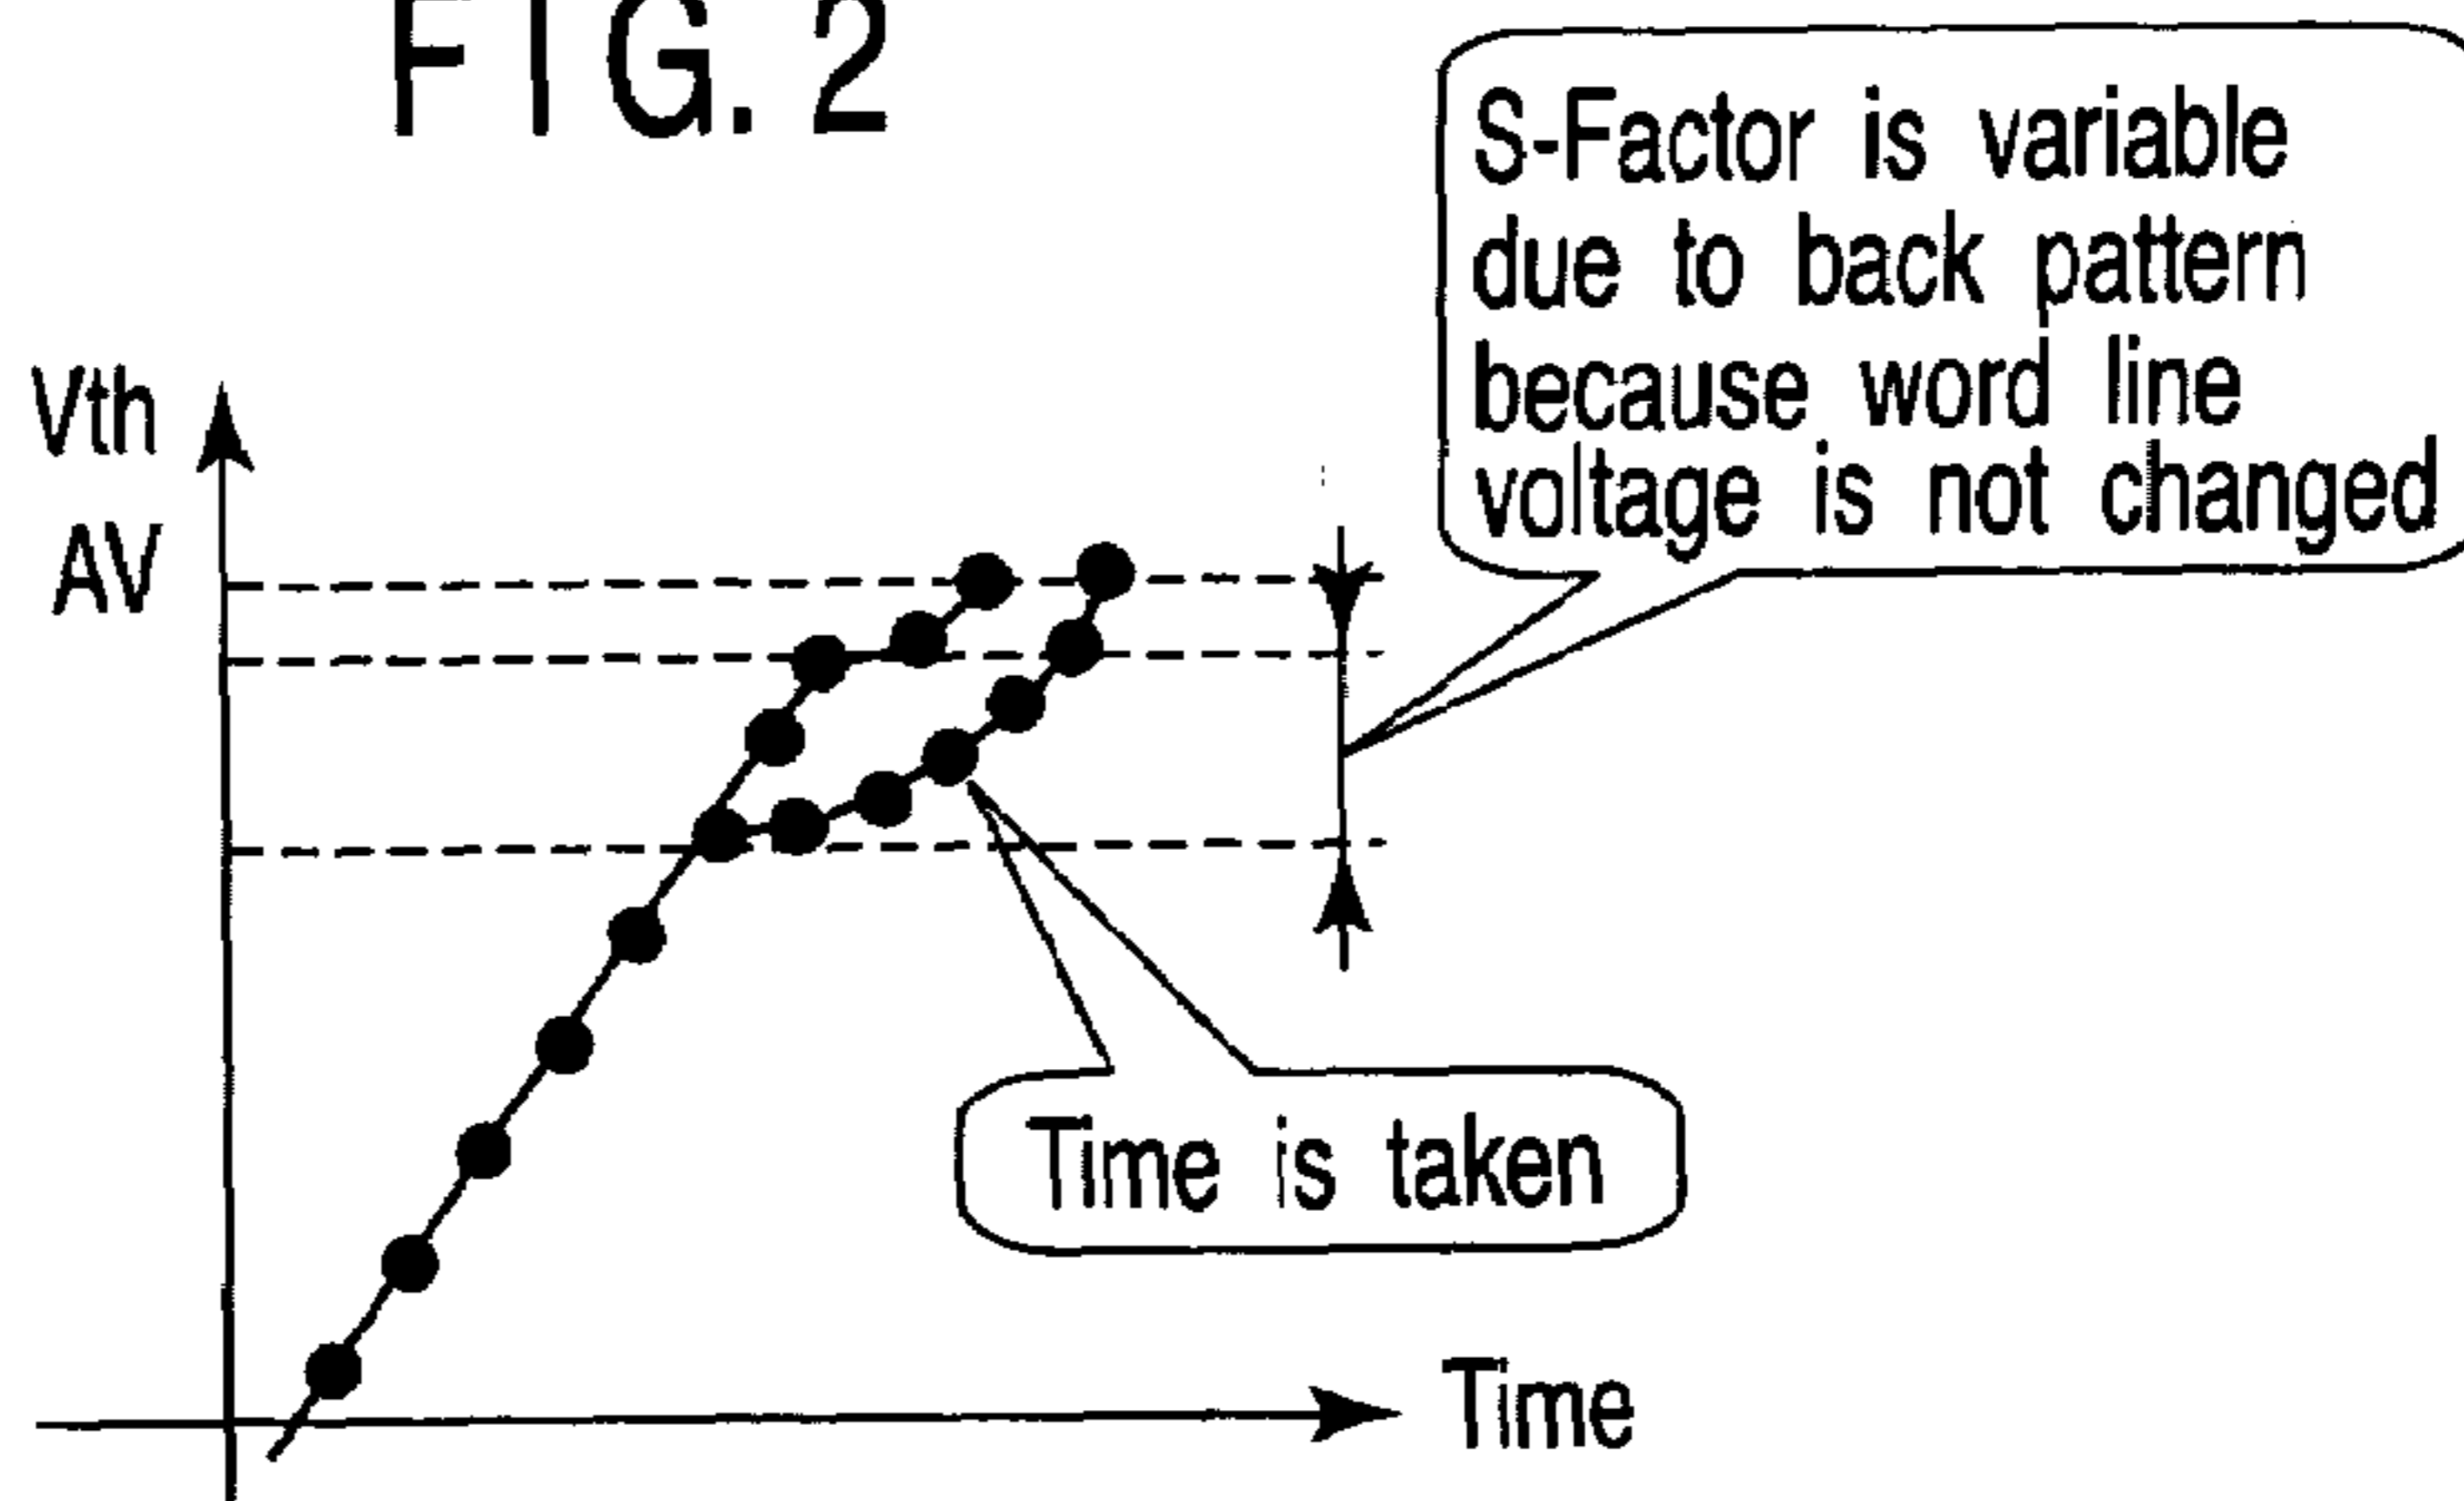 FIG. 2
S-Factor is variable
due to back pattern
because word line
voltage is not changed
Vth
AV
Time is taken
Time